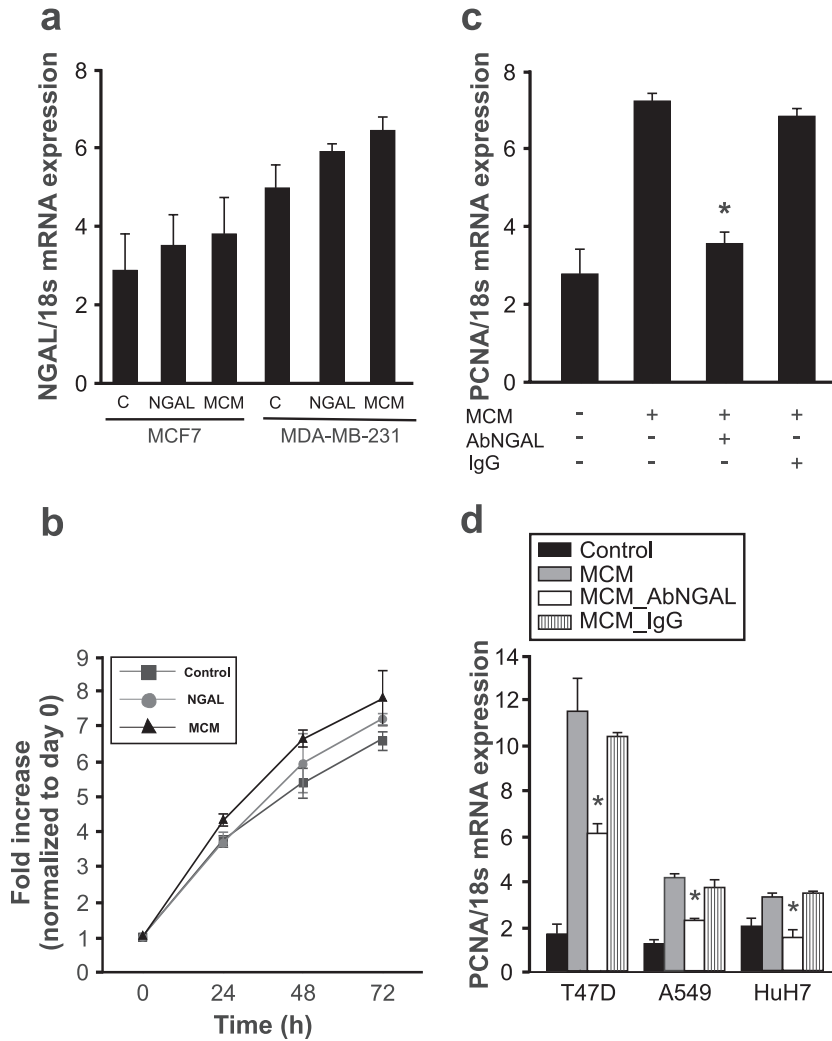 a
NGAL/18s mRNA expression
8
6
4
2
0
C NGAL MCM C NGAL MCM
MCF7 MDA-MB-231
c
PCNA/18s mRNA expression
8
6
4
2
0
*
MCM - + + +
AbNGAL - - + -
IgG - - - +
b
Fold increase
(normalized to day 0)
9
8
7
6
5
4
3
2
1
0
Control
NGAL
MCM
0 24 48 72
Time (h)
d
Control
MCM
MCM_AbNGAL
MCM_IgG
PCNA/18s mRNA expression
14
12
10
8
6
4
2
0
* * *
T47D A549 HuH7